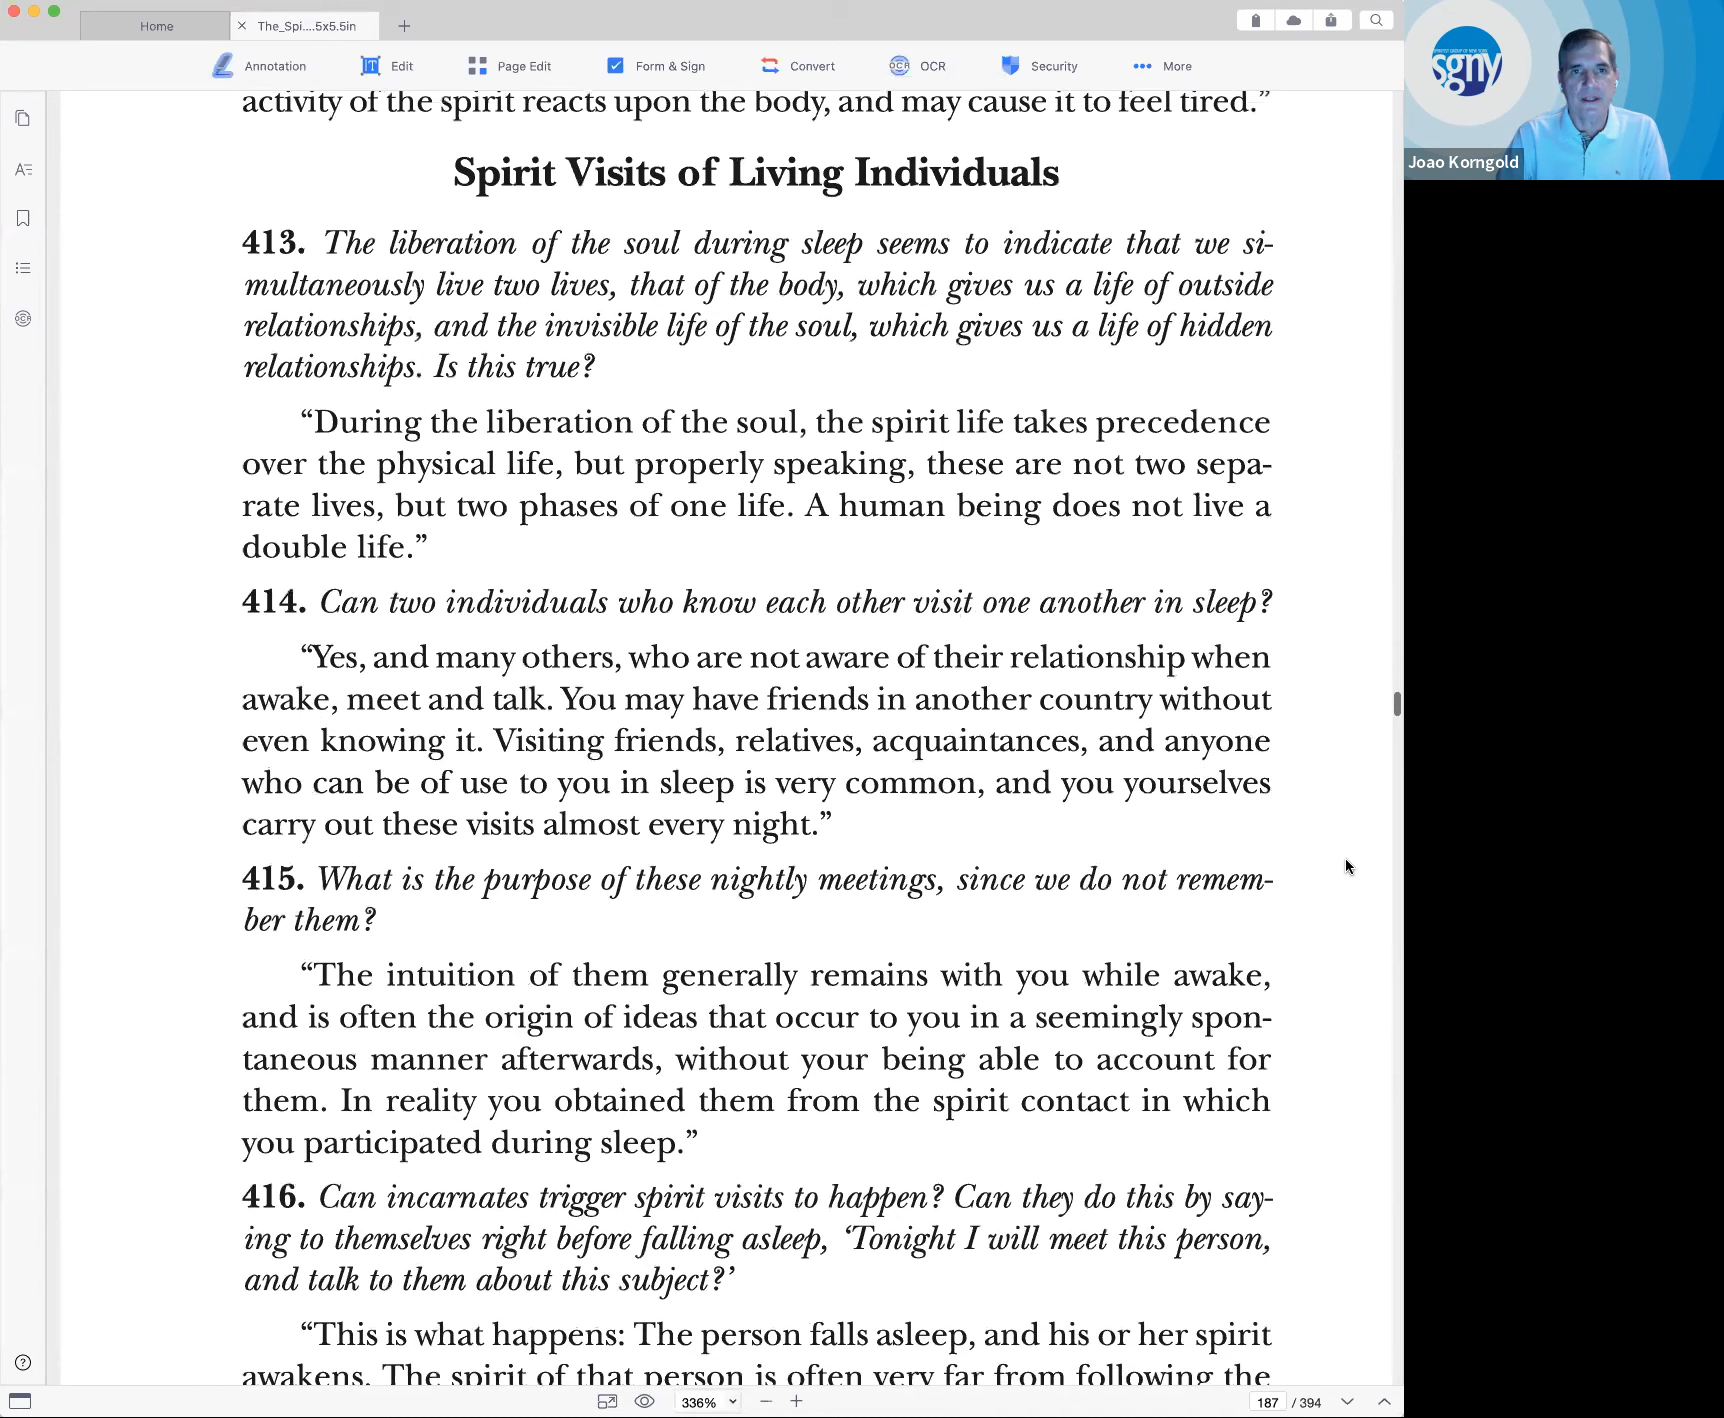 Home
The_Spi....5x5.5in
Annotation
Edit
Page Edit
Form & Sign
Convert
OCR
OCR
Security
More
sgny
Joao Korngold
activity of the spirit reacts upon the body, and may cause it to feel tired.”
Spirit Visits of Living Individuals
413. The liberation of the soul during sleep seems to indicate that we si-
multaneously live two lives, that of the body, which gives us a life of outside
relationships, and the invisible life of the soul, which gives us a life of hidden
relationships. Is this true?
“During the liberation of the soul, the spirit life takes precedence
over the physical life, but properly speaking, these are not two sepa-
rate lives, but two phases of one life. A human being does not live a
double life.”
414. Can two individuals who know each other visit one another in sleep?
“Yes, and many others, who are not aware of their relationship when
awake, meet and talk. You may have friends in another country without
even knowing it. Visiting friends, relatives, acquaintances, and anyone
who can be of use to you in sleep is very common, and you yourselves
carry out these visits almost every night.”
415. What is the purpose of these nightly meetings, since we do not remem-
ber them?
“The intuition of them generally remains with you while awake,
and is often the origin of ideas that occur to you in a seemingly spon-
taneous manner afterwards, without your being able to account for
them. In reality you obtained them from the spirit contact in which
you participated during sleep.”
416. Can incarnates trigger spirit visits to happen? Can they do this by say-
ing to themselves right before falling asleep, ‘Tonight I will meet this person,
and talk to them about this subject?’
“This is what happens: The person falls asleep, and his or her spirit
awakens. The spirit of that person is often very far from following the
336%
187 / 394